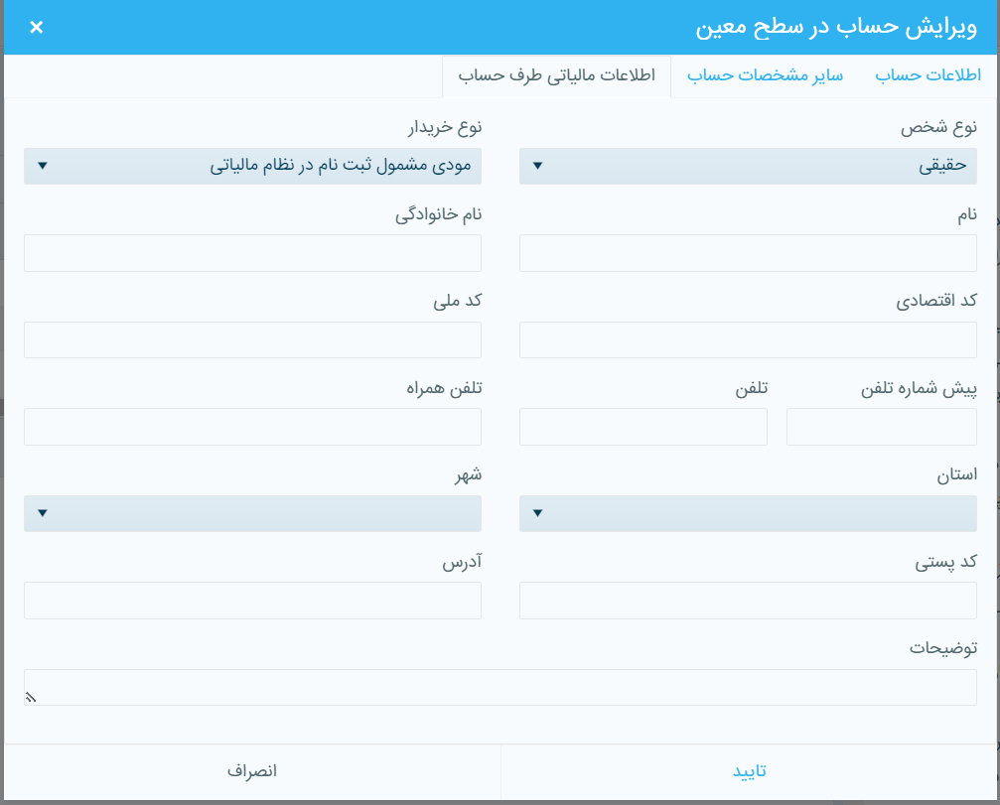 ویرایش حساب در سطح معین ×
اطلاعات حساب سایر مشخصات حساب اطلاعات مالیاتی طرف حساب
نوع شخص نوع خریدار
حقیقی مودی مشمول ثبت نام در نظام مالیاتی
نام نام خانوادگی
کد اقتصادی کد ملی
پیش شماره تلفن تلفن تلفن همراه
استان شهر
کد پستی آدرس
توضیحات
تایید انصراف